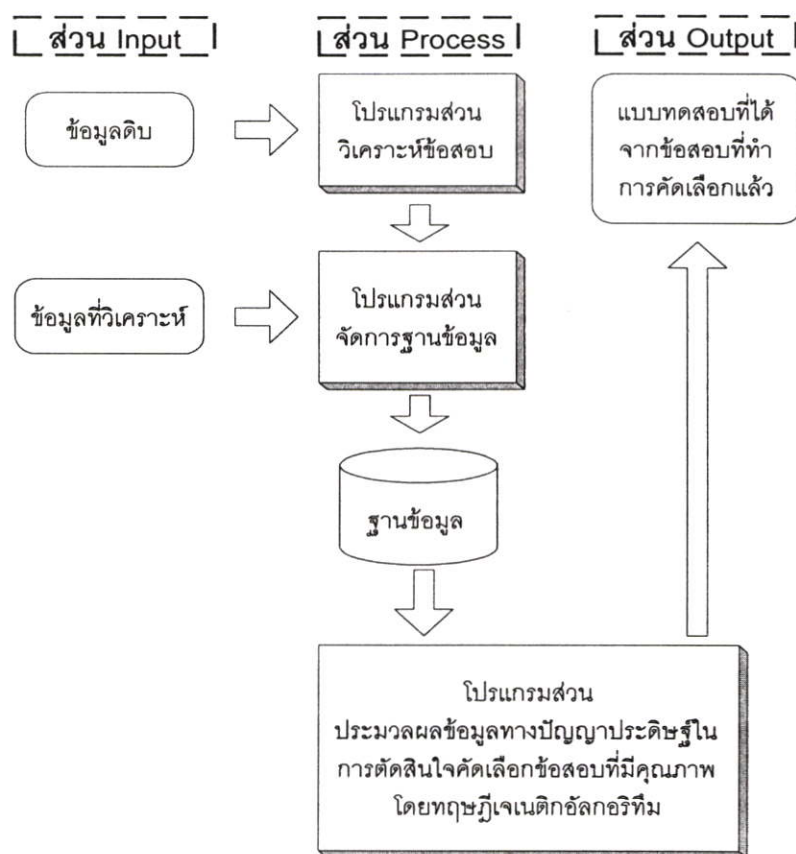 ส่วน Input
ส่วน Process
ส่วน Output
ข้อมูลดิบ
โปรแกรมส่วน
วิเคราะห์ข้อสอบ
แบบทดสอบที่ได้
จากข้อสอบที่ทำ
การคัดเลือกแล้ว
ข้อมูลที่วิเคราะห์
โปรแกรมส่วน
จัดการฐานข้อมูล
ฐานข้อมูล
โปรแกรมส่วน
ประมวลผลข้อมูลทางปัญญาประดิษฐ์ใน
การตัดสินใจคัดเลือกข้อสอบที่มีคุณภาพ
โดยทฤษฎีเจเนติกอัลกอริทึม